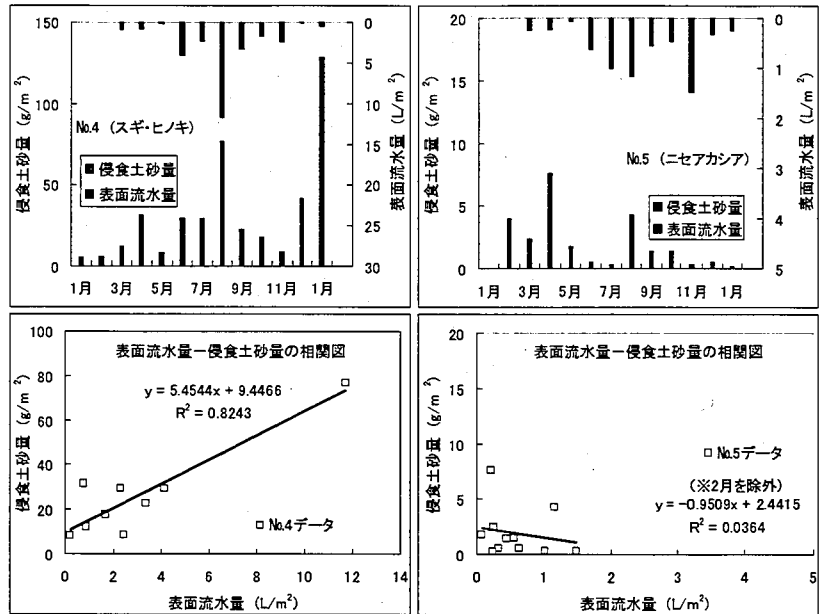 150
100
50
0
侵食土砂量 (g/m²)
0
5
10
15
20
25
30
表面流水量 (L/m²)
№4 (スギ・ヒノキ)
侵食土砂量
表面流水量
1月 3月 5月 7月 9月 11月 1月
20
15
10
5
0
侵食土砂量 (g/m²)
0
1
2
3
4
5
表面流水量 (L/m²)
№5 (ニセアカシア)
侵食土砂量
表面流水量
1月 3月 5月 7月 9月 11月 1月
表面流水量ー侵食土砂量の相関図
y = 5.4544x + 9.4466
R² = 0.8243
№4データ
100
80
60
40
20
0
侵食土砂量 (g/m²)
0 2 4 6 8 10 12 14
表面流水量 (L/m²)
表面流水量ー侵食土砂量の相関図
№5データ
(※2月を除外)
y = -0.9509x + 2.4415
R² = 0.0364
20
15
10
5
0
侵食土砂量 (g/m²)
0 1 2 3 4 5
表面流水量 (L/m²)